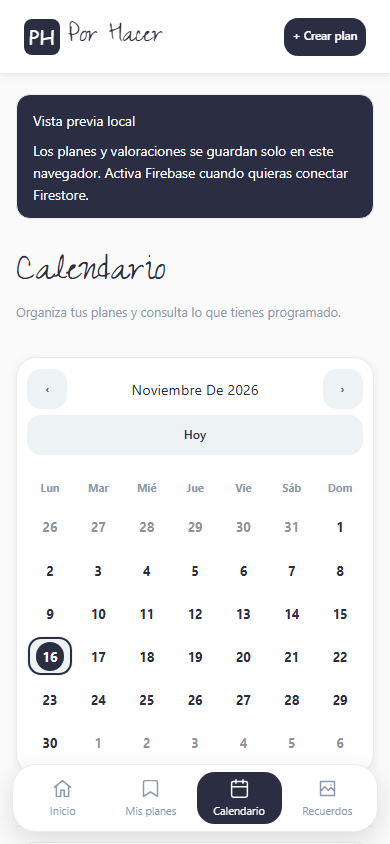 PH Por Hacer
+ Crear plan
Vista previa local
Los planes y valoraciones se guardan solo en este
navegador. Activa Firebase cuando quieras conectar
Firestore.
Calendario
Organiza tus planes y consulta lo que tienes programado.
‹ Noviembre De 2026 ›
Hoy
Lun Mar Mié Jue Vie Sáb Dom
26 27 28 29 30 31 1
2 3 4 5 6 7 8
9 10 11 12 13 14 15
16 17 18 19 20 21 22
23 24 25 26 27 28 29
30 1 2 3 4 5 6
Inicio Mis planes Calendario Recuerdos